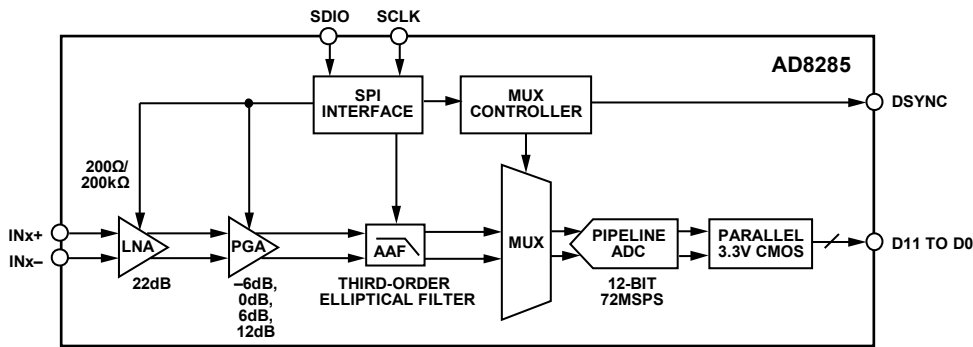 SDIO SCLK
AD8285
SPI
INTERFACE
MUX
CONTROLLER
DSYNC
200Ω/
200kΩ
INx+
INx–
LNA
PGA
AAF
MUX
PIPELINE
ADC
PARALLEL
3.3V CMOS
D11 TO D0
22dB
–6dB,
0dB,
6dB,
12dB
THIRD-ORDER
ELLIPTICAL FILTER
12-BIT
72MSPS